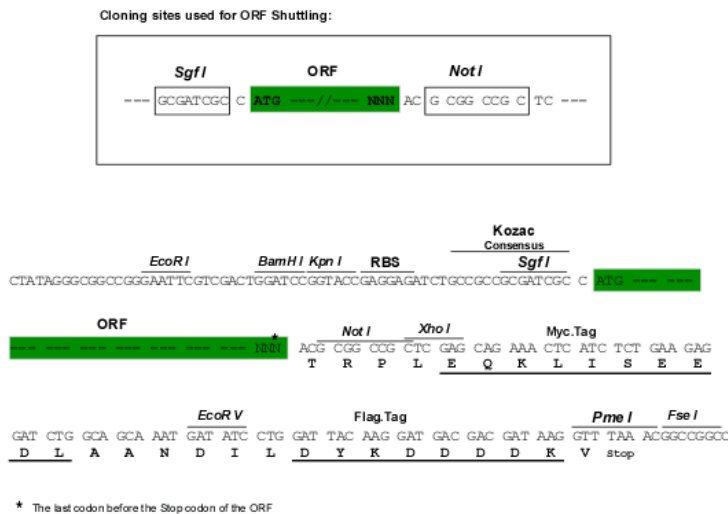 Cloning sites used for ORF Shuttling:
Sgf I ORF Not I
--- GCGATCGC C ATG ---//--- NNN AC G CGG CCG C TC ---
Kozac
Consensus
EcoR I BamH I Kpn I RBS Sgf I
CTATAGGGCGGCCGGGAATTCGTCGACTGGATCCGGTACCGAGGAGATCTGCCGCCGCGATCGC C ATG --- ---
ORF Not I Xho I Myc.Tag
*
--- --- --- --- --- --- --- --- --- NNN ACG CGG CCG CTC GAG CAG AAA CTC ATC TCT GAA GAG
T R P L E Q K L I S E E
EcoR V Flag.Tag Pme I Fse I
GAT CTG GCA GCA AAT GAT ATC CTG GAT TAC AAG GAT GAC GAC GAT AAG GTT TAA ACGGCCGGCC
D L A A N D I L D Y K D D D D K V Stop
* The last codon before the Stop codon of the ORF